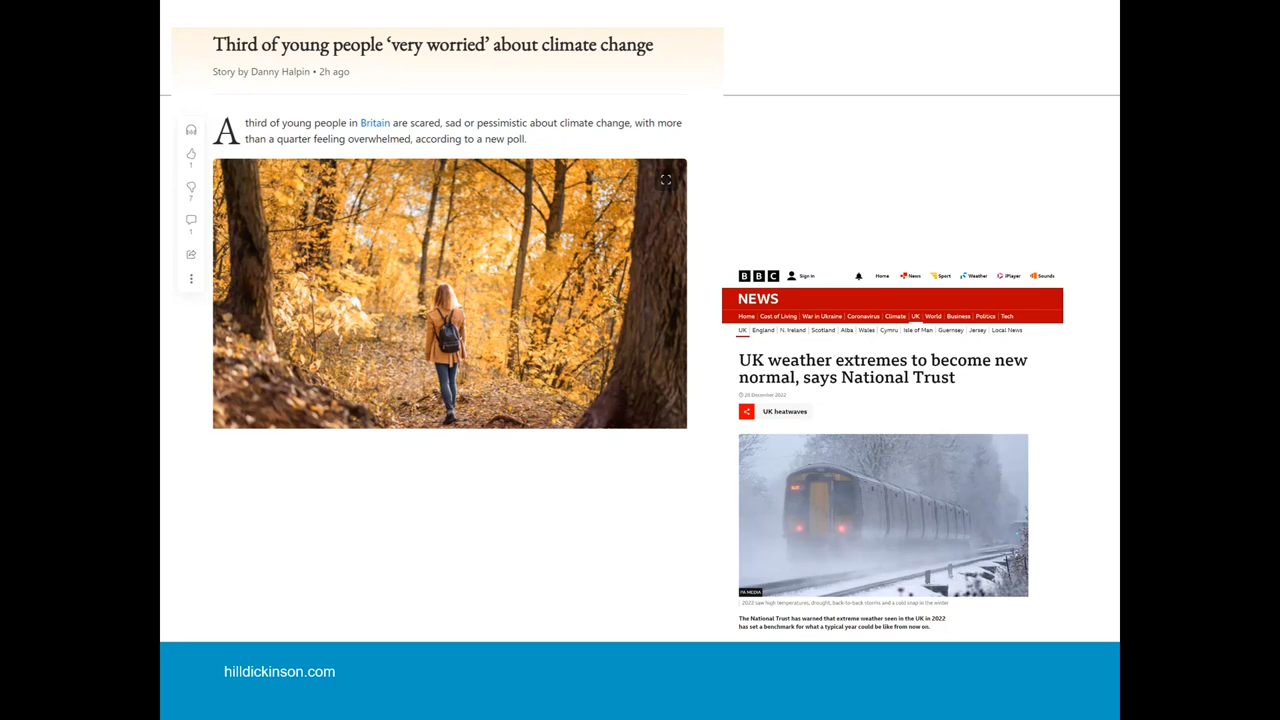 Third of young people ‘very worried’ about climate change
Story by Danny Halpin • 2h ago
A third of young people in Britain are scared, sad or pessimistic about climate change, with more
than a quarter feeling overwhelmed, according to a new poll.
1
7
1
BBC Sign in Home News Sport Weather iPlayer Sounds
NEWS
Home | Cost of Living | War in Ukraine | Coronavirus | Climate | UK | World | Business | Politics | Tech
UK | England | N. Ireland | Scotland | Alba | Wales | Cymru | Isle of Man | Guernsey | Jersey | Local News
UK weather extremes to become new
normal, says National Trust
28 December 2022
UK heatwaves
PA MEDIA
2022 saw high temperatures, drought, back-to-back storms and a cold snap in the winter
The National Trust has warned that extreme weather seen in the UK in 2022
has set a benchmark for what a typical year could be like from now on.
hilldickinson.com